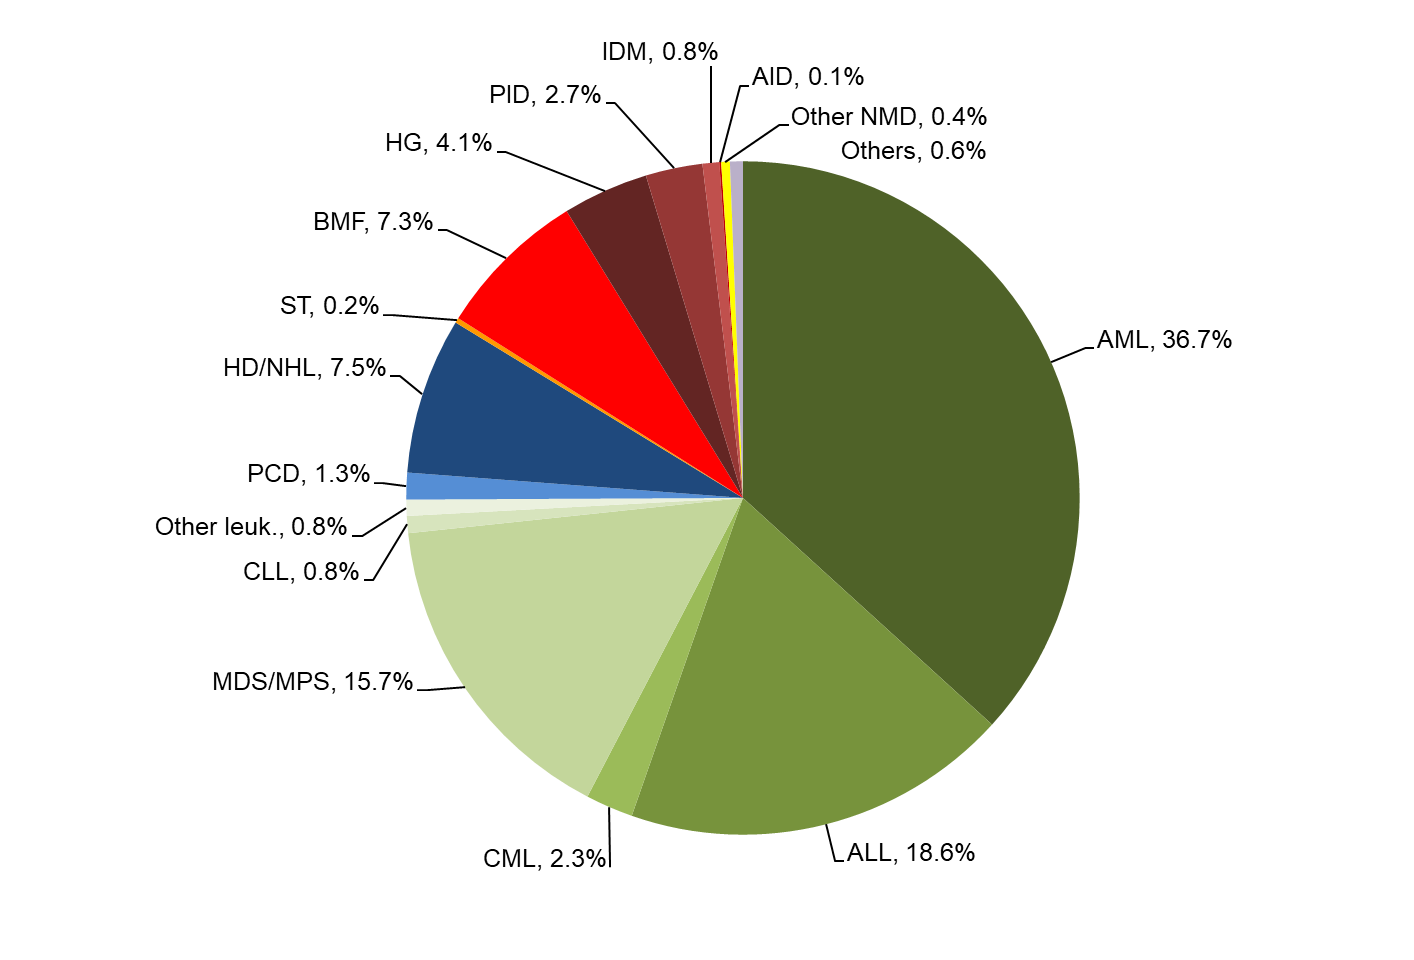 IDM, 0.8%
AID, 0.1%
PID, 2.7%
Other NMD, 0.4%
HG, 4.1%
Others, 0.6%
BMF, 7.3%
ST, 0.2%
AML, 36.7%
HD/NHL, 7.5%
PCD, 1.3%
Other leuk., 0.8%
CLL, 0.8%
MDS/MPS, 15.7%
CML, 2.3%
ALL, 18.6%